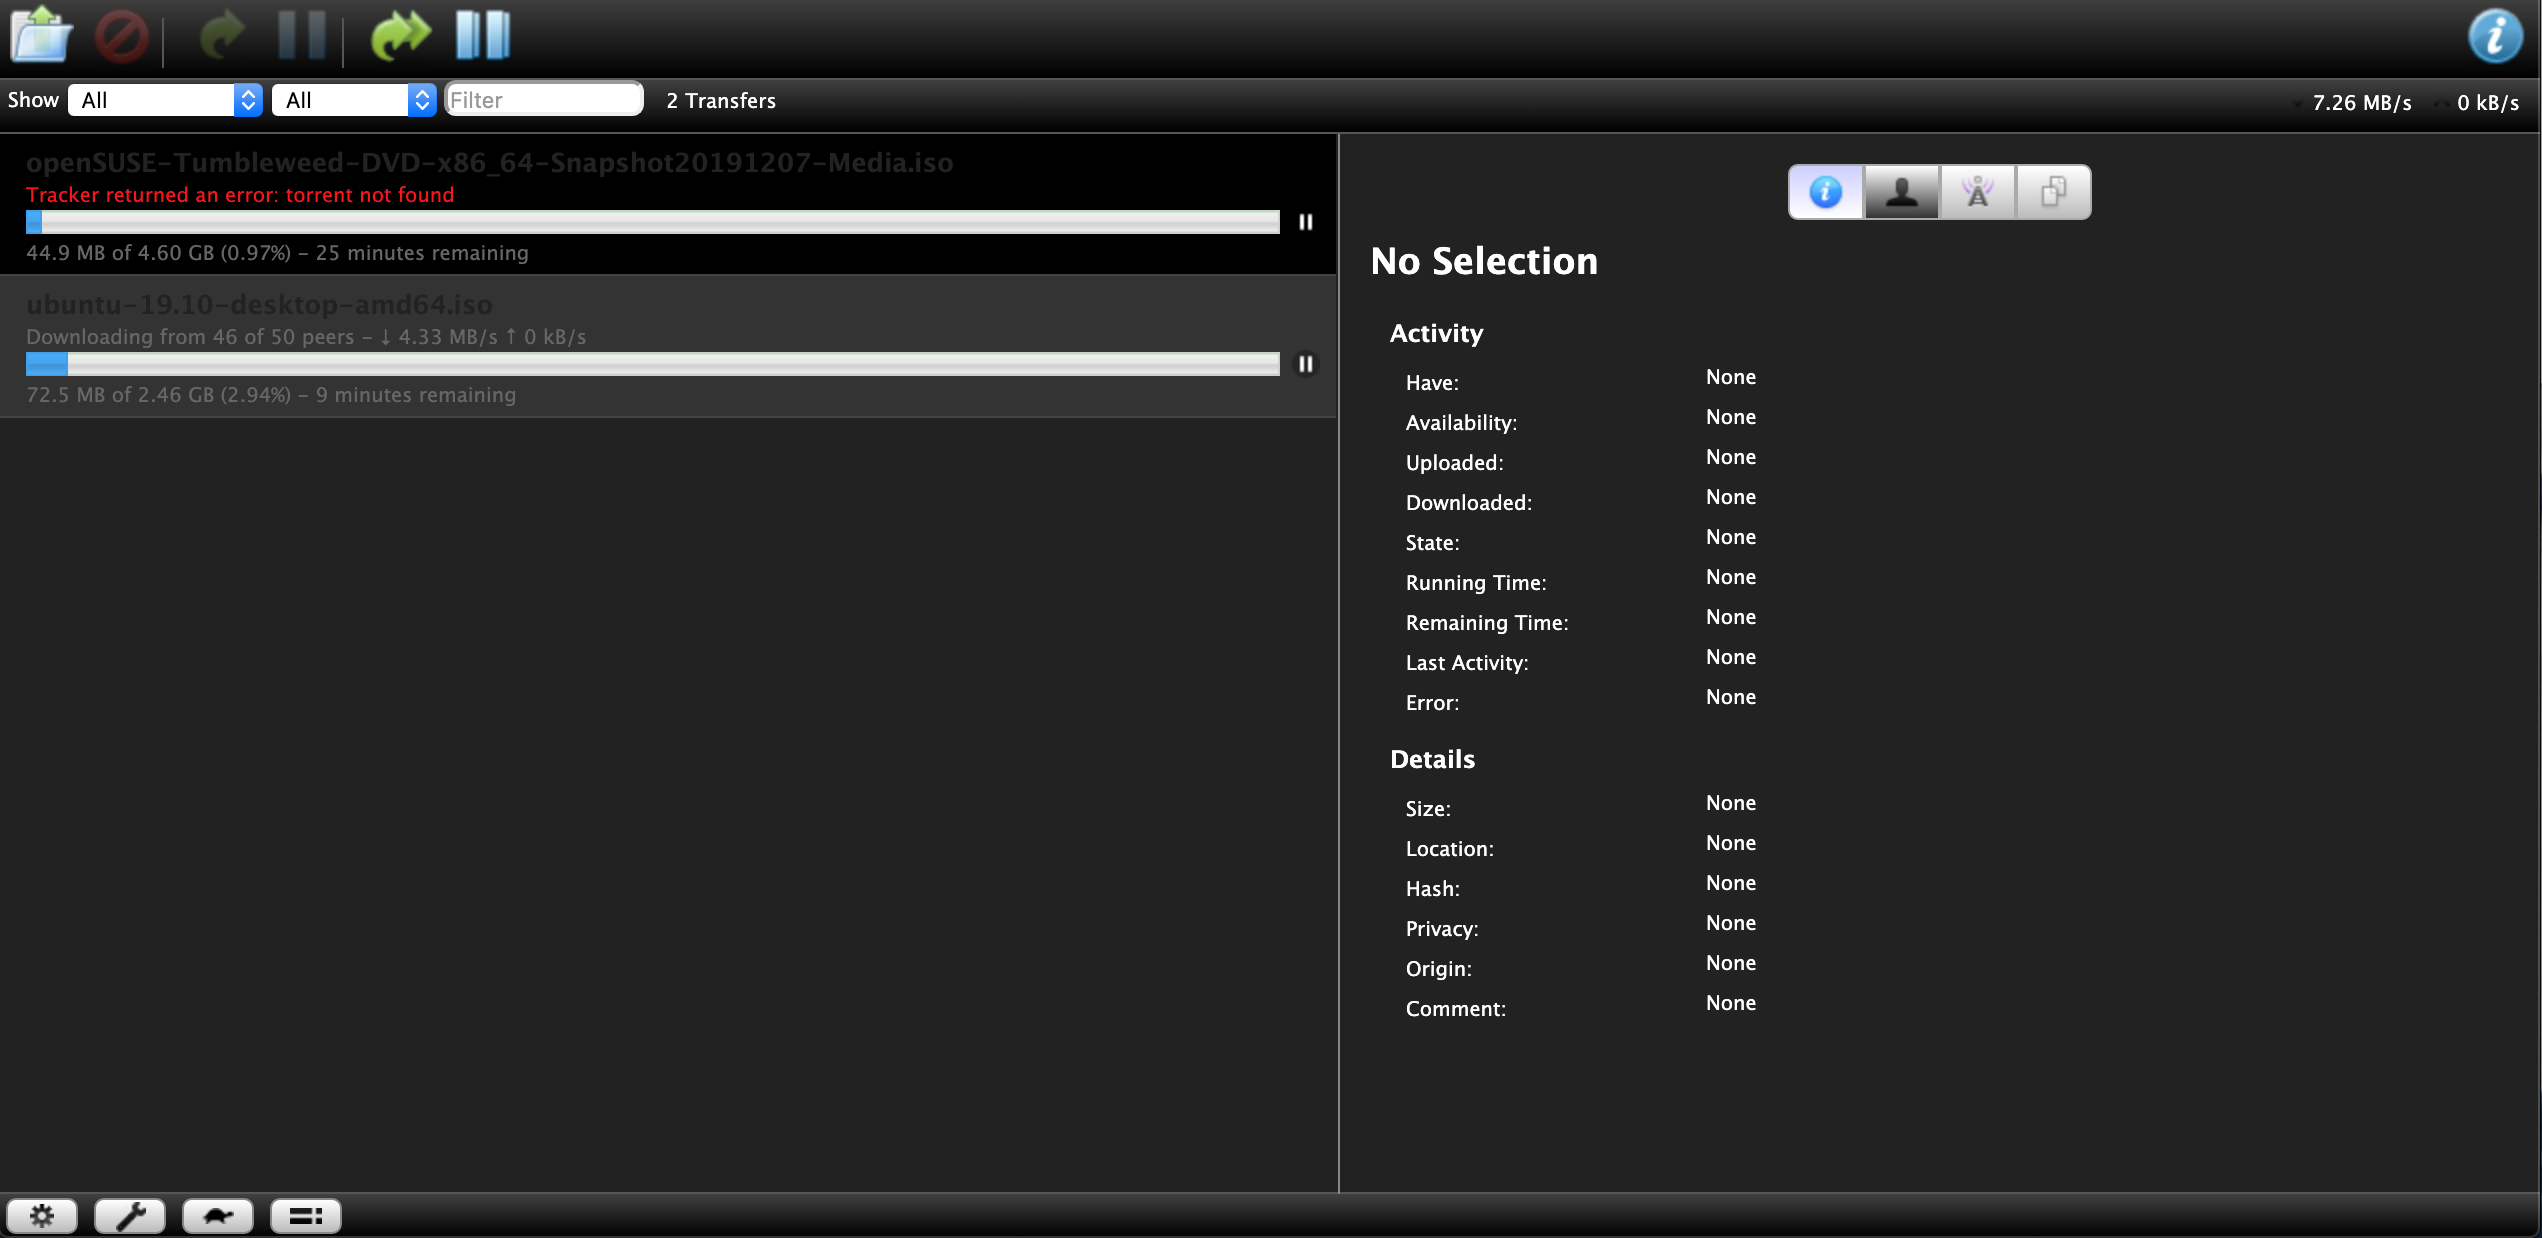 Show All All Filter 2 Transfers 7.26 MB/s 0 kB/s
openSUSE-Tumbleweed-DVD-x86_64-Snapshot20191207-Media.iso
Tracker returned an error: torrent not found
44.9 MB of 4.60 GB (0.97%) - 25 minutes remaining
ubuntu-19.10-desktop-amd64.iso
Downloading from 46 of 50 peers - ↓ 4.33 MB/s ↑ 0 kB/s
72.5 MB of 2.46 GB (2.94%) - 9 minutes remaining
No Selection
Activity
Have: None
Availability: None
Uploaded: None
Downloaded: None
State: None
Running Time: None
Remaining Time: None
Last Activity: None
Error: None
Details
Size: None
Location: None
Hash: None
Privacy: None
Origin: None
Comment: None